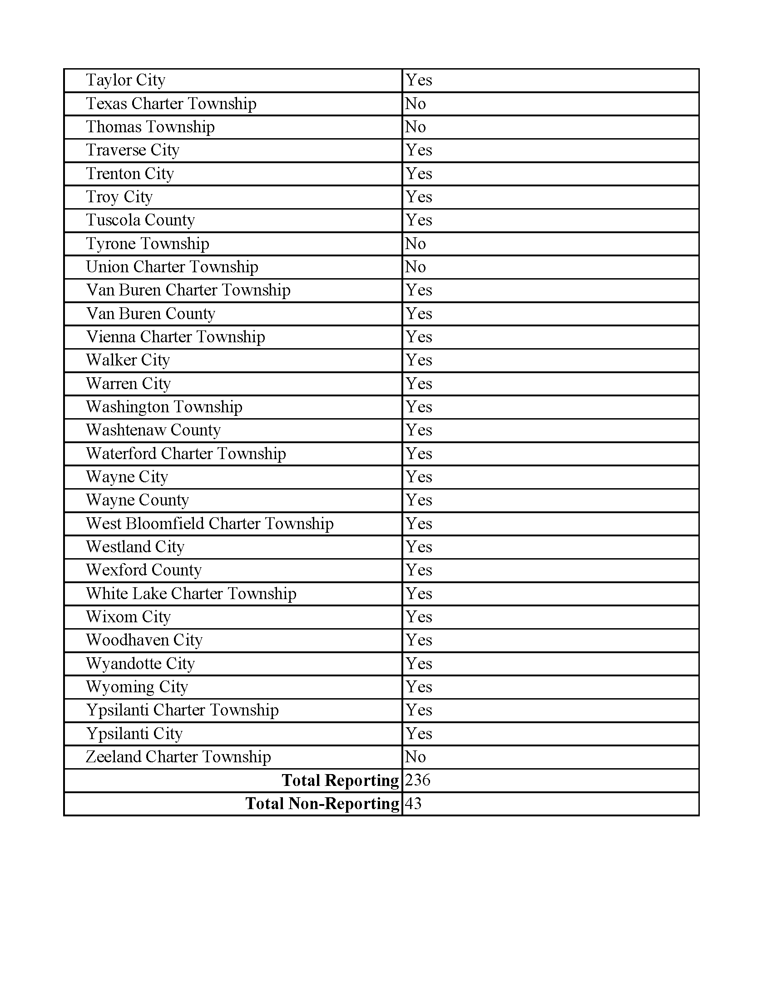 Taylor City Yes
Texas Charter Township No
Thomas Township No
Traverse City Yes
Trenton City Yes
Troy City Yes
Tuscola County Yes
Tyrone Township No
Union Charter Township No
Van Buren Charter Township Yes
Van Buren County Yes
Vienna Charter Township Yes
Walker City Yes
Warren City Yes
Washington Township Yes
Washtenaw County Yes
Waterford Charter Township Yes
Wayne City Yes
Wayne County Yes
West Bloomfield Charter Township Yes
Westland City Yes
Wexford County Yes
White Lake Charter Township Yes
Wixom City Yes
Woodhaven City Yes
Wyandotte City Yes
Wyoming City Yes
Ypsilanti Charter Township Yes
Ypsilanti City Yes
Zeeland Charter Township No
Total Reporting 236
Total Non-Reporting 43